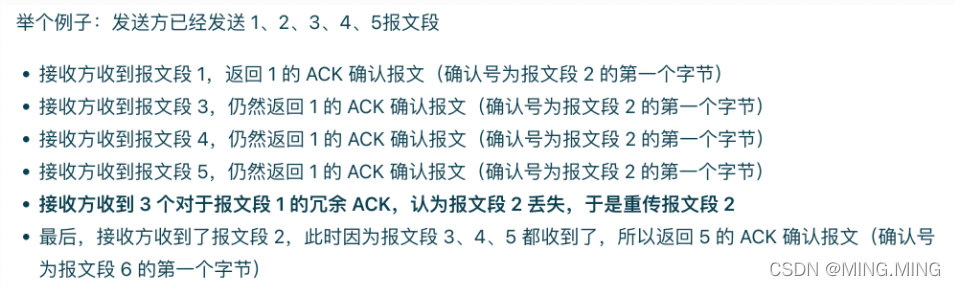 举个例子：发送方已经发送 1、2、3、4、5报文段
• 接收方收到报文段 1，返回 1 的 ACK 确认报文（确认号为报文段 2 的第一个字节）
• 接收方收到报文段 3，仍然返回 1 的 ACK 确认报文（确认号为报文段 2 的第一个字节）
• 接收方收到报文段 4，仍然返回 1 的 ACK 确认报文（确认号为报文段 2 的第一个字节）
• 接收方收到报文段 5，仍然返回 1 的 ACK 确认报文（确认号为报文段 2 的第一个字节）
• 接收方收到 3 个对于报文段 1 的冗余 ACK，认为报文段 2 丢失，于是重传报文段 2
• 最后，接收方收到了报文段 2，此时因为报文段 3、4、5 都收到了，所以返回 5 的 ACK 确认报文（确认号
为报文段 6 的第一个字节）
CSDN @MING.MING